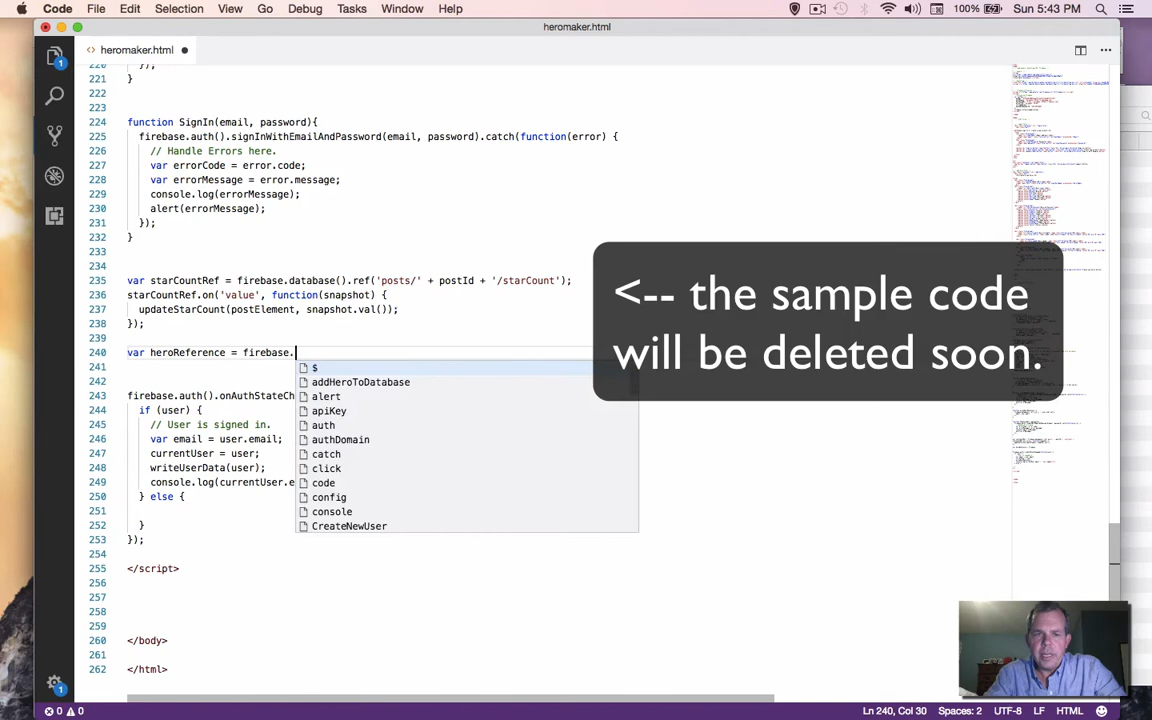 Code File Edit Selection View Go Debug Tasks Window Help 100% Sun 5:43 PM
heromaker.html
heromaker.html
220 });
221 }
222
223
224 function SignIn(email, password){
225 firebase.auth().signInWithEmailAndPassword(email, password).catch(function(error) {
226 // Handle Errors here.
227 var errorCode = error.code;
228 var errorMessage = error.message;
229 console.log(errorMessage);
230 alert(errorMessage);
231 });
232 }
233
234
235 var starCountRef = firebase.database().ref('posts/' + postId + '/starCount');
236 starCountRef.on('value', function(snapshot) {
237 updateStarCount(postElement, snapshot.val());
238 });
239
240 var heroReference = firebase.
241
242
243 firebase.auth().onAuthStateCh
244 if (user) {
245 // User is signed in.
246 var email = user.email;
247 currentUser = user;
248 writeUserData(user);
249 console.log(currentUser.e
250 } else {
251
252 }
253 });
254
255 </script>
256
257
258
259
260 </body>
261
262 </html>
$
addHeroToDatabase
alert
apiKey
auth
authDomain
catch
click
code
config
console
CreateNewUser
<-- the sample code
will be deleted soon.
1
1
0 0 Ln 240, Col 30 Spaces: 2 UTF-8 LF HTML